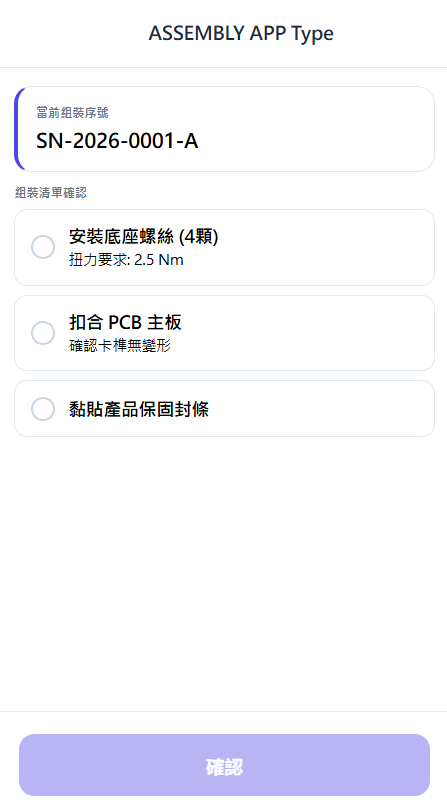 ASSEMBLY APP Type
當前組裝序號
SN-2026-0001-A
組裝清單確認
安裝底座螺絲 (4顆)
扭力要求: 2.5 Nm
扣合 PCB 主板
確認卡榫無變形
黏貼產品保固封條
確認